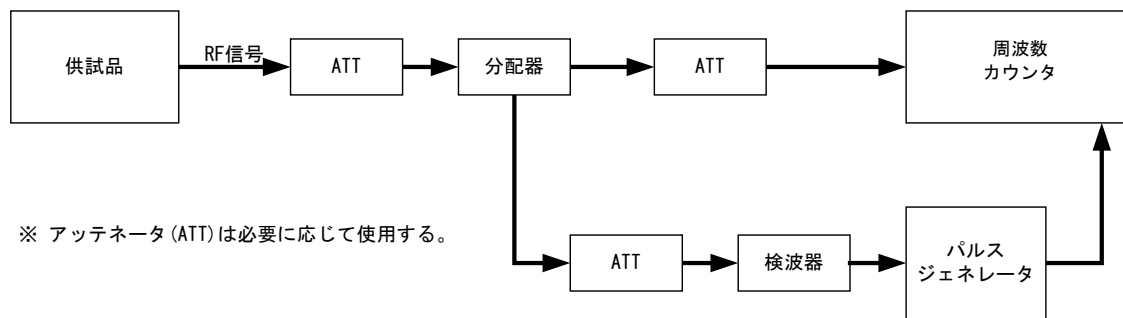 供試品
RF信号
ATT
分配器
ATT
周波数
カウンタ
※ アッテネータ(ATT)は必要に応じて使用する。
ATT
検波器
パルス
ジェネレータ